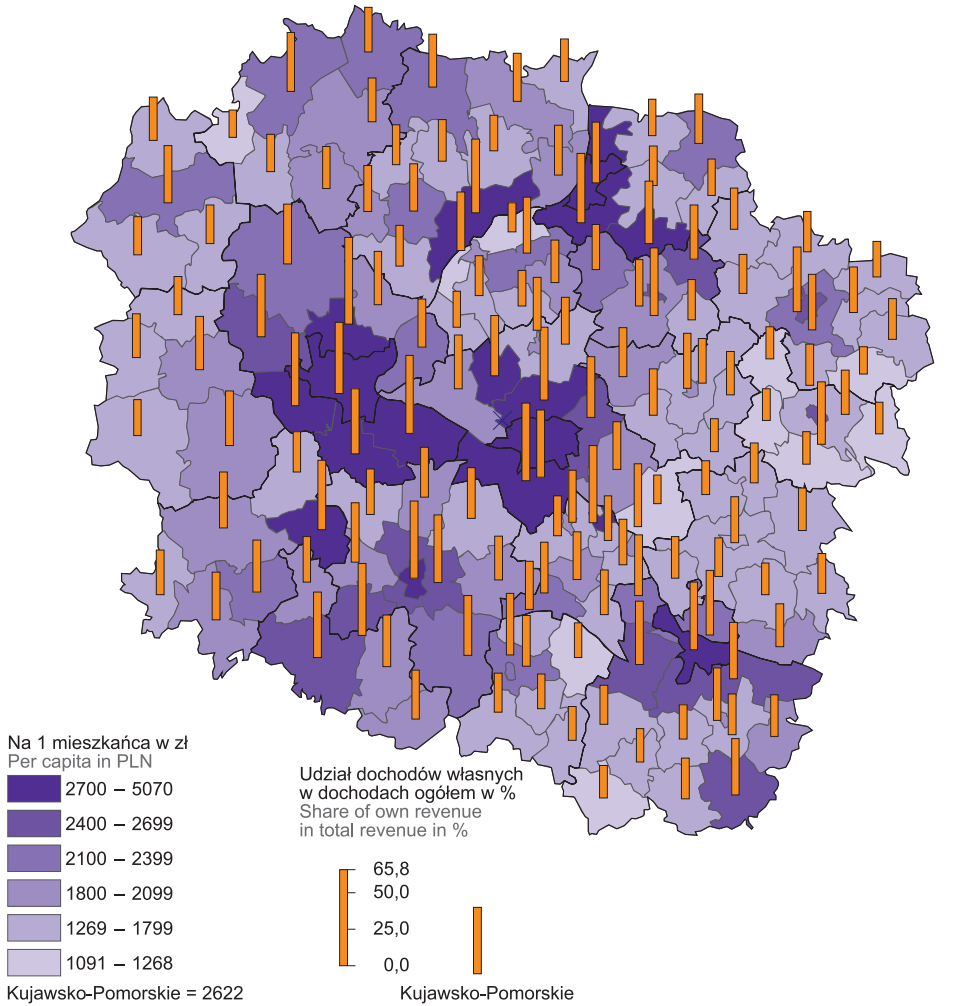 Na 1 mieszkańca w zł
Per capita in PLN
2700 – 5070
2400 – 2699
2100 – 2399
1800 – 2099
1269 – 1799
1091 – 1268
Kujawsko-Pomorskie = 2622
Udział dochodów własnych
w dochodach ogółem w %
Share of own revenue
in total revenue in %
65,8
50,0
25,0
0,0
Kujawsko-Pomorskie